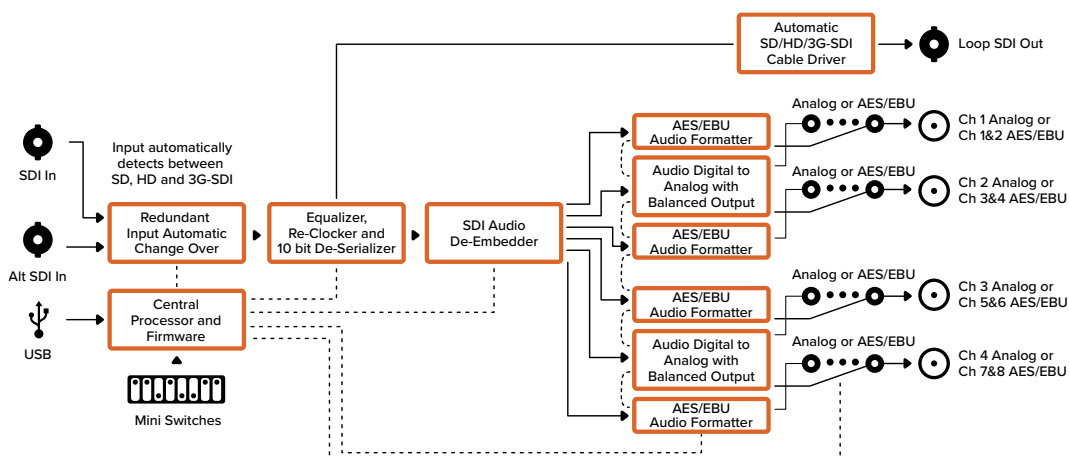 Automatic
SD/HD/3G-SDI
Cable Driver
Loop SDI Out
SDI In
Input automatically
detects between
SD, HD and 3G-SDI
Alt SDI In
Redundant
Input Automatic
Change Over
Equalizer,
Re-Clocker and
10 bit De-Serializer
SDI Audio
De-Embedder
USB
Central
Processor and
Firmware
Mini Switches
AES/EBU
Audio Formatter
Audio Digital to
Analog with
Balanced Output
AES/EBU
Audio Formatter
AES/EBU
Audio Formatter
Audio Digital to
Analog with
Balanced Output
AES/EBU
Audio Formatter
Analog or AES/EBU
Ch 1 Analog or
Ch 1&2 AES/EBU
Analog or AES/EBU
Ch 2 Analog or
Ch 3&4 AES/EBU
Analog or AES/EBU
Ch 3 Analog or
Ch 5&6 AES/EBU
Analog or AES/EBU
Ch 4 Analog or
Ch 7&8 AES/EBU